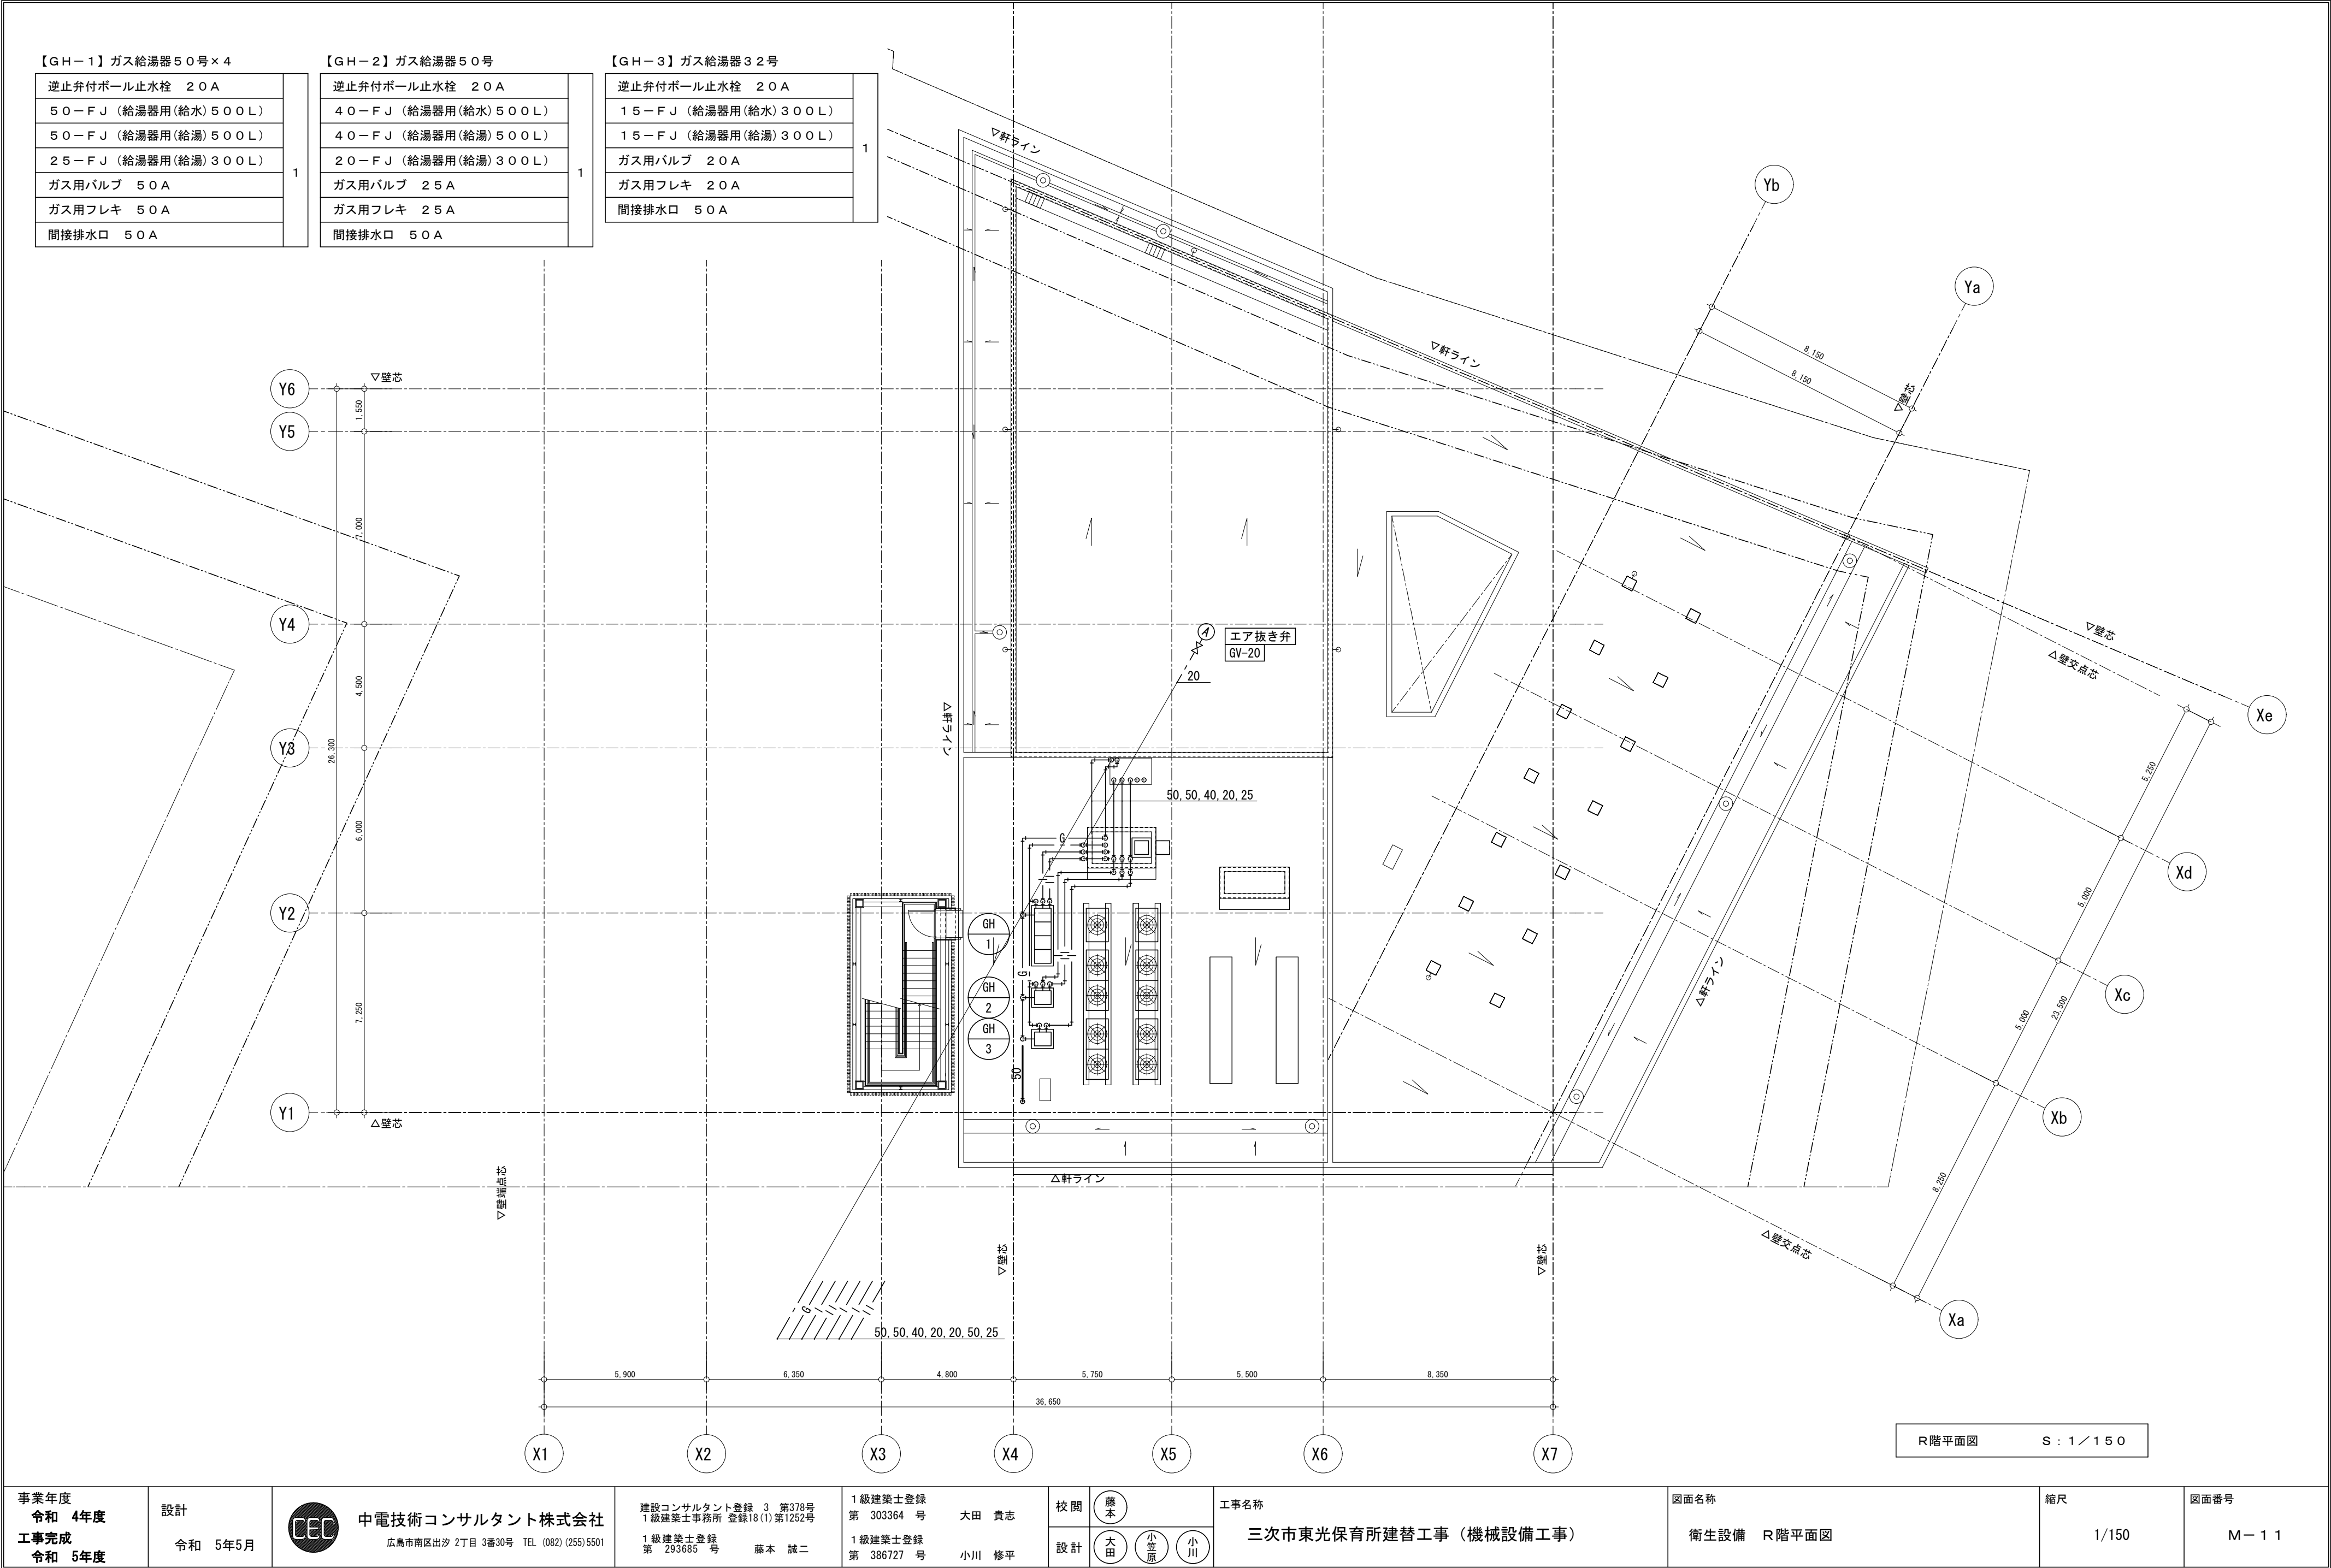 【GH－1】ガス給湯器50号×4
逆止弁付ボール止水栓　20A
50－FJ（給湯器用(給水)500L）
50－FJ（給湯器用(給湯)500L）
25－FJ（給湯器用(給湯)300L）
ガス用バルブ　50A
ガス用フレキ　50A
間接排水口　50A
1
【GH－2】ガス給湯器50号
逆止弁付ボール止水栓　20A
40－FJ（給湯器用(給水)500L）
40－FJ（給湯器用(給湯)500L）
20－FJ（給湯器用(給湯)300L）
ガス用バルブ　25A
ガス用フレキ　25A
間接排水口　50A
1
【GH－3】ガス給湯器32号
逆止弁付ボール止水栓　20A
15－FJ（給湯器用(給水)300L）
15－FJ（給湯器用(給湯)300L）
ガス用バルブ　20A
ガス用フレキ　20A
間接排水口　50A
1
▽軒ライン
Yb
Ya
8,150
8,150
▽壁芯
▽軒ライン
▽壁芯
Y6
1,550
Y5
7,000
Y4
4,500
Y3
26,300
6,000
Y2
7,250
Y1
△壁芯
△軒ライン
A
エア抜き弁
GV-20
20
50,50,40,20,25
G
G
GH
1
GH
2
GH
3
50
▽壁芯
△壁交点芯
Xe
5,250
Xd
5,000
Xc
5,000
23,500
Xb
8,250
△軒ライン
△壁交点芯
Xa
▽壁端点芯
△軒ライン
▽壁芯
▽壁芯
G
50,50,40,20,20,50,25
5,900
6,350
4,800
5,750
5,500
8,350
36,650
X1
X2
X3
X4
X5
X6
X7
R階平面図　S：1／150
事業年度
令和　4年度
工事完成
令和　5年度
設計
令和　5年5月
CEC
中電技術コンサルタント株式会社
広島市南区出汐 2丁目 3番30号　TEL (082)(255)5501
建設コンサルタント登録　3　第378号
1級建築士事務所 登録18(1)第1252号
1級建築士登録
第　293685　号　藤本　誠二
1級建築士登録
第　303364　号　大田　貴志
1級建築士登録
第　386727　号　小川　修平
校閲
藤本
設計
大田
小笠原
小川
工事名称
三次市東光保育所建替工事（機械設備工事）
図面名称
衛生設備　R階平面図
縮尺
1/150
図面番号
M－11